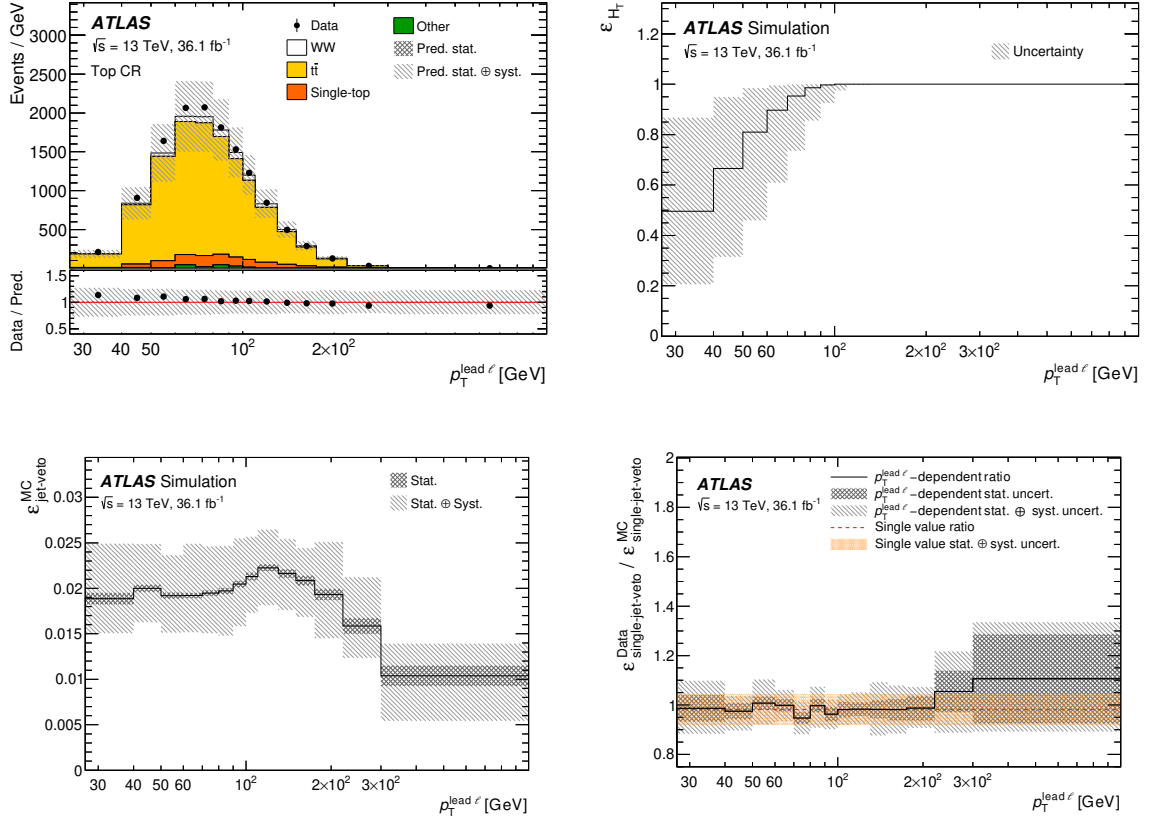 ATLAS
√s = 13 TeV, 36.1 fb⁻¹
Top CR
Data
WW
tt̄
Single-top
Other
Pred. stat.
Pred. stat. ⊕ syst.
Events / GeV
3000
2500
2000
1500
1000
500
Data / Pred.
1.5
1
0.5
30 40 50 10² 2×10²
p_T^{lead ℓ} [GeV]
ATLAS Simulation
√s = 13 TeV, 36.1 fb⁻¹
Uncertainty
ε_{H_T}
1.2
1
0.8
0.6
0.4
0.2
0
30 40 50 60 10² 2×10² 3×10²
p_T^{lead ℓ} [GeV]
ATLAS Simulation
√s = 13 TeV, 36.1 fb⁻¹
Stat.
Stat. ⊕ Syst.
ε^{MC}_{jet-veto}
0.03
0.025
0.02
0.015
0.01
0.005
0
30 40 50 60 10² 2×10² 3×10²
p_T^{lead ℓ} [GeV]
ATLAS
√s = 13 TeV, 36.1 fb⁻¹
p_T^{lead ℓ}-dependent ratio
p_T^{lead ℓ}-dependent stat. uncert.
p_T^{lead ℓ}-dependent stat. ⊕ syst. uncert.
Single value ratio
Single value stat. ⊕ syst. uncert.
ε^{Data}_{single-jet-veto} / ε^{MC}_{single-jet-veto}
2
1.8
1.6
1.4
1.2
1
0.8
30 40 50 60 10² 2×10² 3×10²
p_T^{lead ℓ} [GeV]